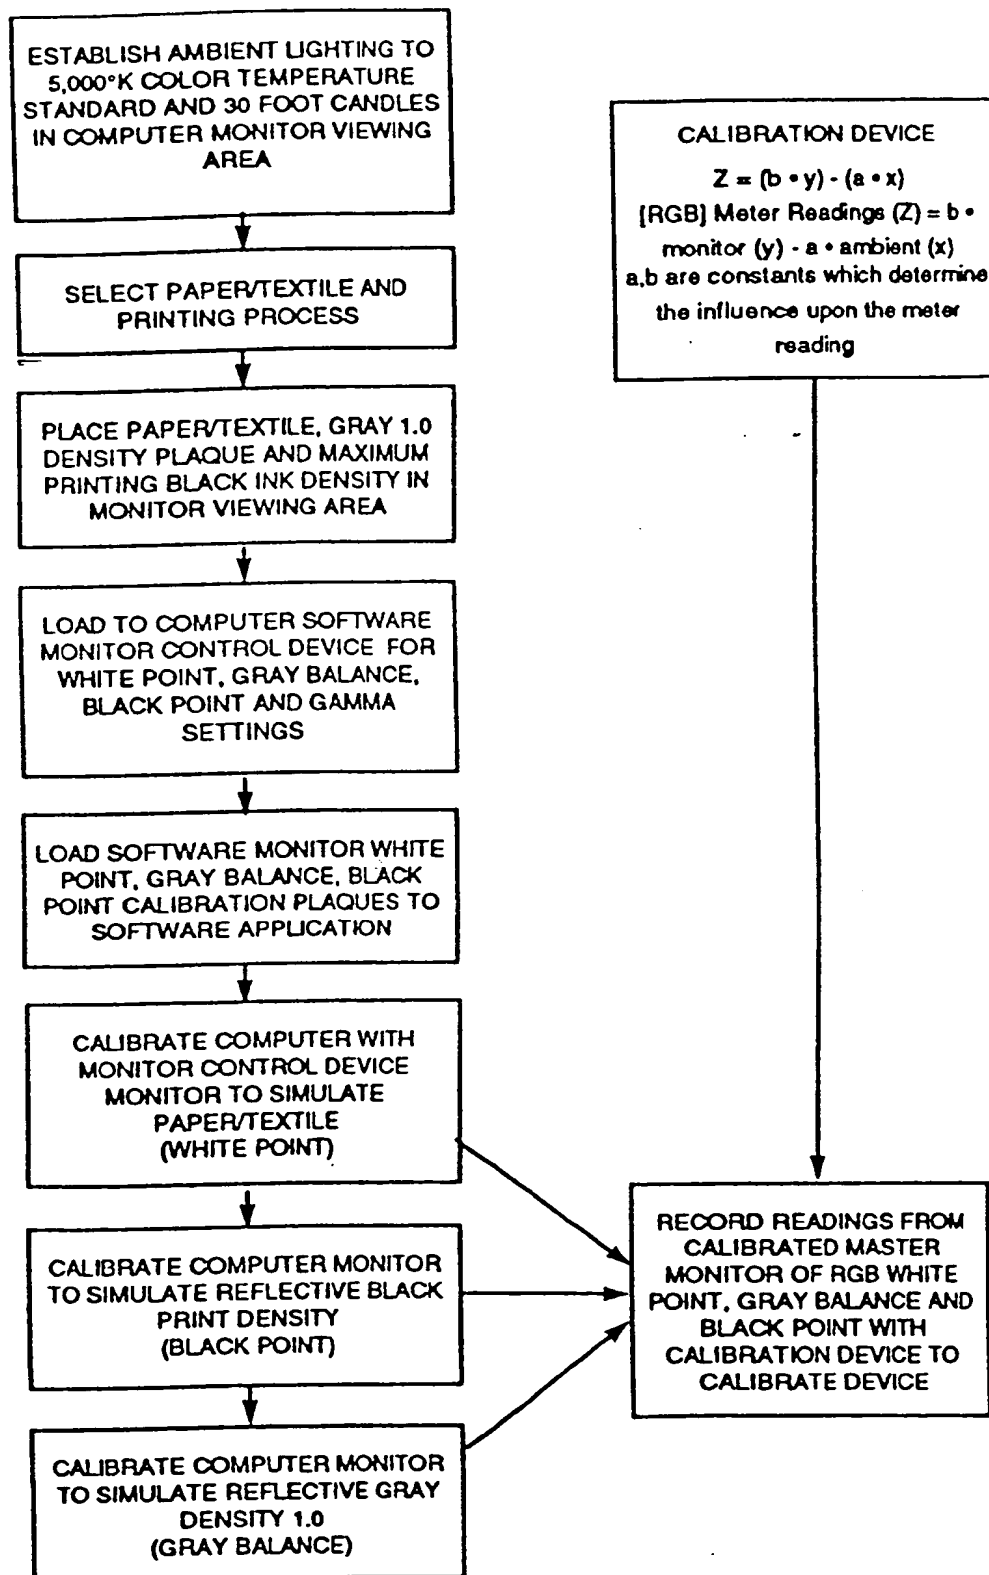 ESTABLISH AMBIENT LIGHTING TO
5,000°K COLOR TEMPERATURE
STANDARD AND 30 FOOT CANDLES
IN COMPUTER MONITOR VIEWING
AREA
SELECT PAPER/TEXTILE AND
PRINTING PROCESS
PLACE PAPER/TEXTILE, GRAY 1.0
DENSITY PLAQUE AND MAXIMUM
PRINTING BLACK INK DENSITY IN
MONITOR VIEWING AREA
LOAD TO COMPUTER SOFTWARE
MONITOR CONTROL DEVICE FOR
WHITE POINT, GRAY BALANCE,
BLACK POINT AND GAMMA
SETTINGS
LOAD SOFTWARE MONITOR WHITE
POINT, GRAY BALANCE, BLACK
POINT CALIBRATION PLAQUES TO
SOFTWARE APPLICATION
CALIBRATE COMPUTER WITH
MONITOR CONTROL DEVICE
MONITOR TO SIMULATE
PAPER/TEXTILE
(WHITE POINT)
CALIBRATE COMPUTER MONITOR
TO SIMULATE REFLECTIVE BLACK
PRINT DENSITY
(BLACK POINT)
CALIBRATE COMPUTER MONITOR
TO SIMULATE REFLECTIVE GRAY
DENSITY 1.0
(GRAY BALANCE)
CALIBRATION DEVICE
Z = (b • y) - (a • x)
[RGB] Meter Readings (Z) = b •
monitor (y) - a • ambient (x)
a,b are constants which determine
the influence upon the meter
reading
RECORD READINGS FROM
CALIBRATED MASTER
MONITOR OF RGB WHITE
POINT, GRAY BALANCE AND
BLACK POINT WITH
CALIBRATION DEVICE TO
CALIBRATE DEVICE